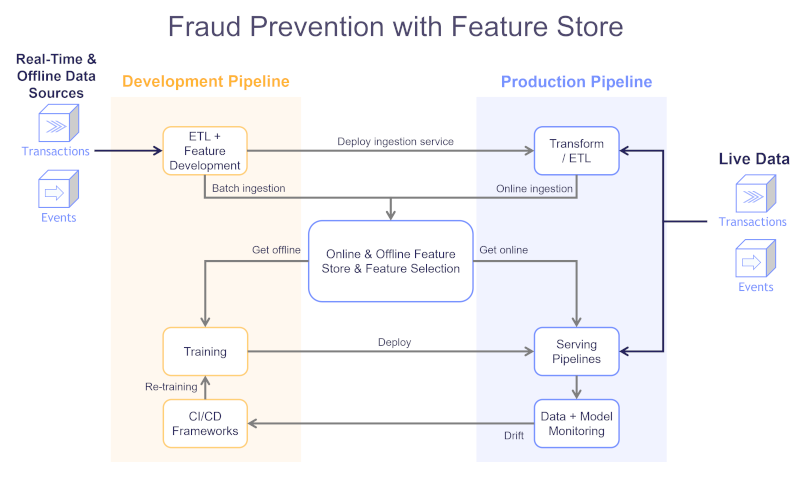 Fraud Prevention with Feature Store
Real-Time &
Offline Data
Sources
Transactions
Events
Development Pipeline
Production Pipeline
ETL +
Feature
Development
Deploy ingestion service
Transform
/ ETL
Batch ingestion
Online ingestion
Live Data
Transactions
Events
Get offline
Online & Offline Feature
Store & Feature Selection
Get online
Training
Deploy
Serving
Pipelines
Re-training
CI/CD
Frameworks
Drift
Data + Model
Monitoring